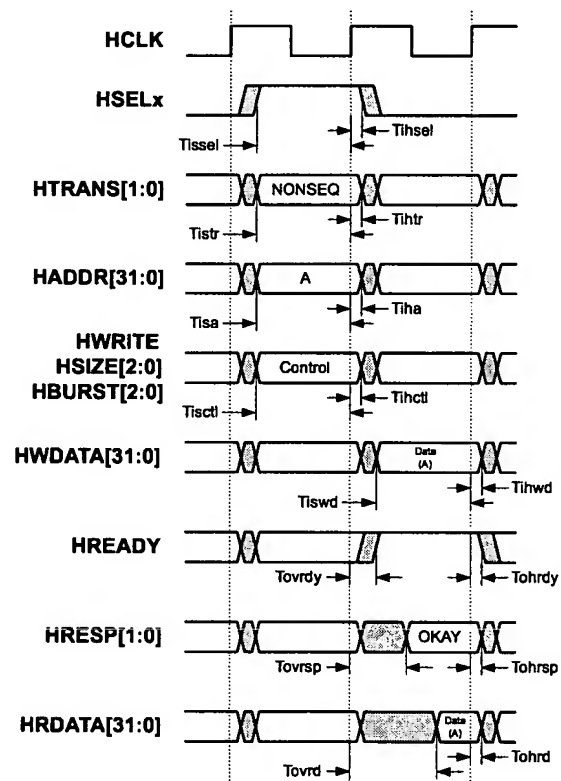 HCLK
HSELx
Tissel
Tihsel
HTRANS[1:0]
NONSEQ
Tistr
Tihtr
HADDR[31:0]
A
Tisa
Tiha
HWRITE
HSIZE[2:0]
HBURST[2:0]
Control
Tisctl
Tihctl
HWDATA[31:0]
Data
(A)
Tiswd
Tihwd
HREADY
Tovrdy
Tohrdy
HRESP[1:0]
OKAY
Tovrsp
Tohrsp
HRDATA[31:0]
Data
(A)
Tovrd
Tohrd